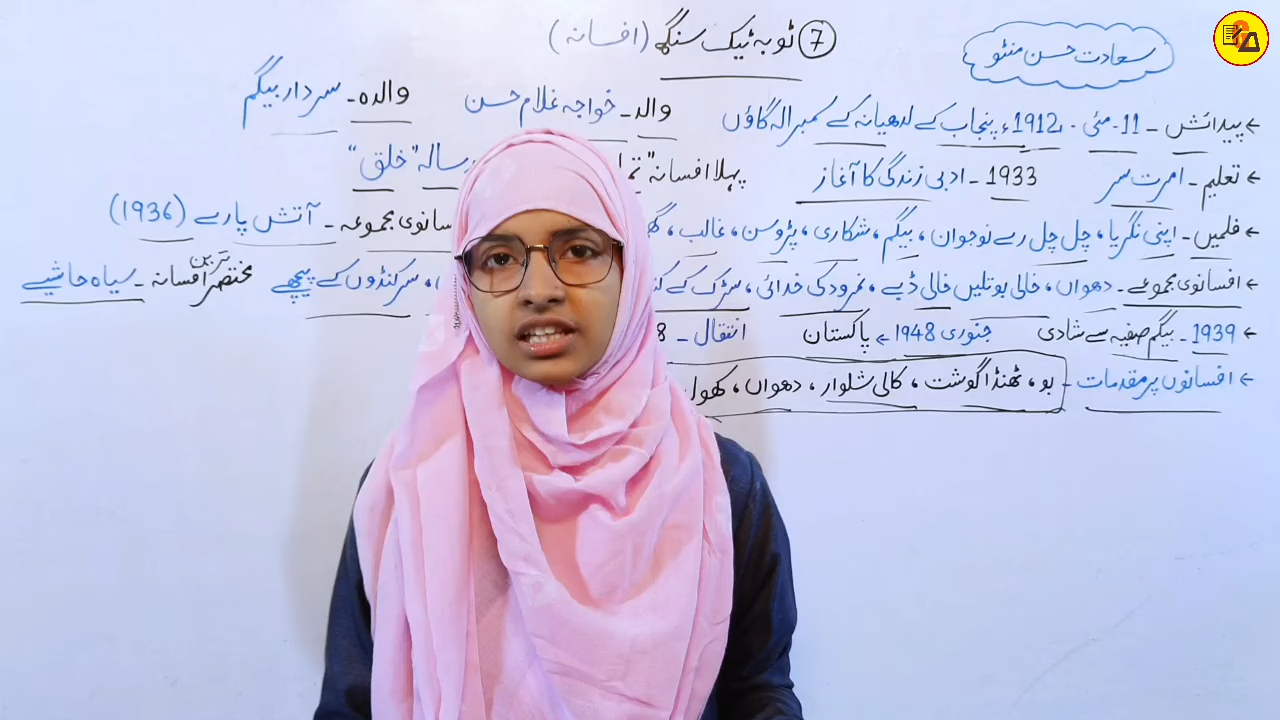 ⑦ ٹوبہ ٹیک سنگھ (افسانہ)
سعادت حسن منٹو
← پیدائش ۔ 11 ۔ مئی ۔ 1912ء، پنجاب کے لدھیانہ کے سمبرالہ گاؤں والد ۔ خواجہ غلام حسن والدہ ۔ سردار بیگم
← تعلیم ۔ امرت سر 1933 ۔ ادبی زندگی کا آغاز پہلا افسانہ " رسالہ "خلق"
← فلمیں ۔ اپنی نگریا، چل چل رے نوجوان، بیگم، شکاری، پڑوسن، غالب، مجموعہ ۔ آتش پارے (1936)
← افسانوی مجموعے ۔ دھواں، خالی بوتلیں خالی ڈبے، نمرود کی خدائی، سڑک کے ، سرکنڈوں کے پیچھے مختصر ترین افسانہ ۔ سیاہ حاشیے
← 1939 ۔ بیگم صفیہ سے شادی جنوری 1948 ← پاکستان انتقال ۔ 8
← افسانوں پر مقدمات ۔ بو، ٹھنڈا گوشت، کالی شلوار، دھواں، کھول